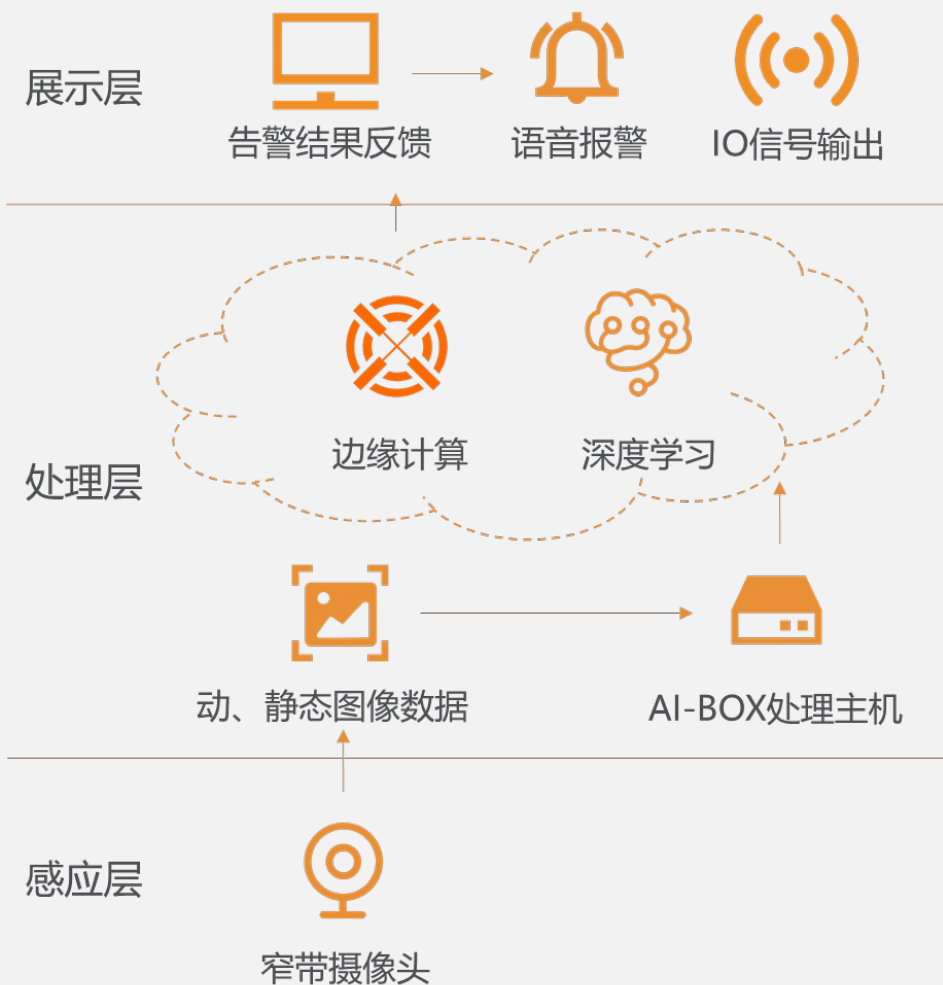 展示层
告警结果反馈
语音报警
IO信号输出
边缘计算
深度学习
处理层
动、静态图像数据
AI-BOX处理主机
感应层
窄带摄像头